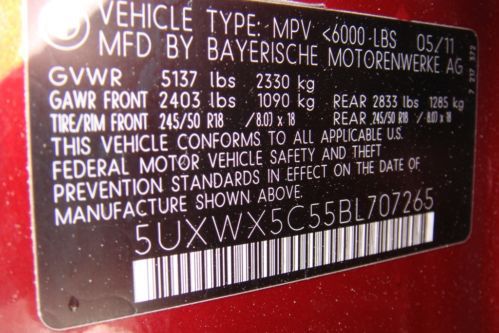 VEHICLE TYPE: MPV <6000 LBS 05/11
MFD BY BAYERISCHE MOTORENWERKE AG
GVWR 5137 lbs 2330 kg
GAWR FRONT 2403 lbs 1090 kg REAR 2833 lbs 1285 kg
TIRE/RIM FRONT 245/50 R18 /8.0J x 18 REAR 245/50 R18 /8.0J x 18
THIS VEHICLE CONFORMS TO ALL APPLICABLE U.S.
FEDERAL MOTOR VEHICLE SAFETY AND THEFT
PREVENTION STANDARDS IN EFFECT ON THE DATE OF
MANUFACTURE SHOWN ABOVE.
5UXWX5C55BL707265